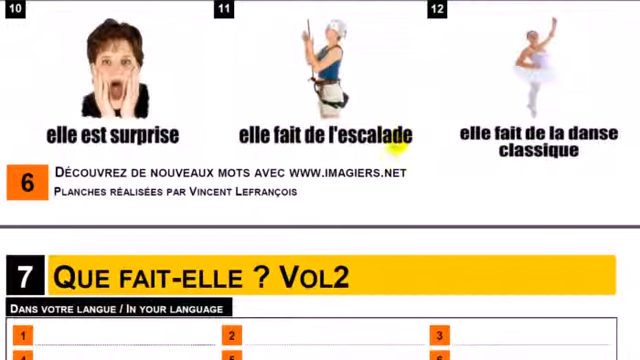 10
11
12
elle est surprise
elle fait de l'escalade
elle fait de la danse
classique
6
DÉCOUVREZ DE NOUVEAUX MOTS AVEC WWW.IMAGIERS.NET
PLANCHES RÉALISÉES PAR VINCENT LEFRANÇOIS
7 QUE FAIT-ELLE ? VOL2
DANS VOTRE LANGUE / IN YOUR LANGUAGE
1
2
3